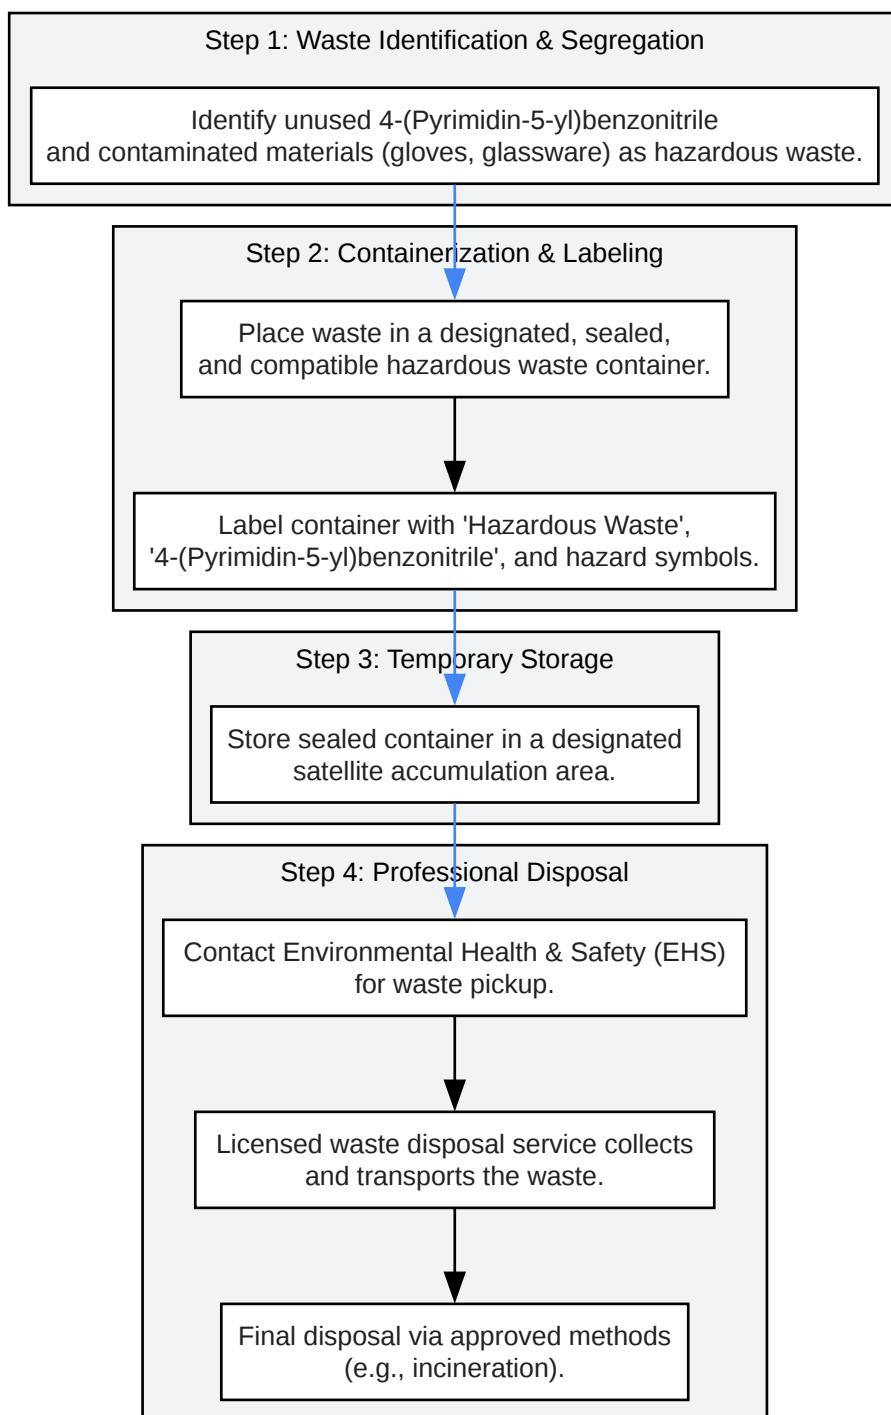 Step 1: Waste Identification & Segregation
Identify unused 4-(Pyrimidin-5-yl)benzonitrile
and contaminated materials (gloves, glassware) as hazardous waste.
Step 2: Containerization & Labeling
Place waste in a designated, sealed,
and compatible hazardous waste container.
Label container with 'Hazardous Waste',
'4-(Pyrimidin-5-yl)benzonitrile', and hazard symbols.
Step 3: Temporary Storage
Store sealed container in a designated
satellite accumulation area.
Step 4: Professional Disposal
Contact Environmental Health & Safety (EHS)
for waste pickup.
Licensed waste disposal service collects
and transports the waste.
Final disposal via approved methods
(e.g., incineration).